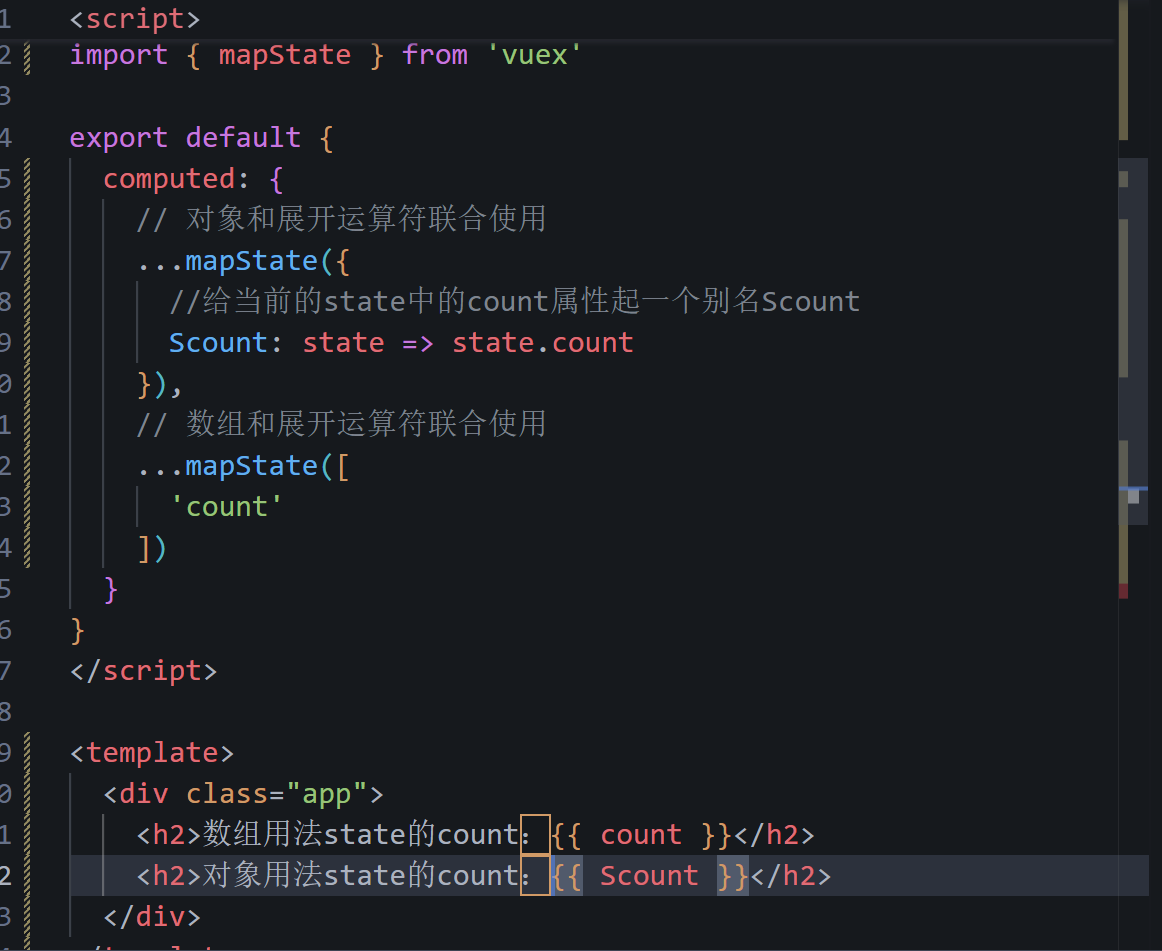 1 <script>
2 import { mapState } from 'vuex'
3
4 export default {
5 computed: {
6 // 对象和展开运算符联合使用
7 ...mapState({
8 //给当前的state中的count属性起一个别名Scount
9 Scount: state => state.count
0 }),
1 // 数组和展开运算符联合使用
2 ...mapState([
3 'count'
4 ])
5 }
6 }
7 </script>
8
9 <template>
0 <div class="app">
1 <h2>数组用法state的count：{{ count }}</h2>
2 <h2>对象用法state的count：{{ Scount }}</h2>
3 </div>